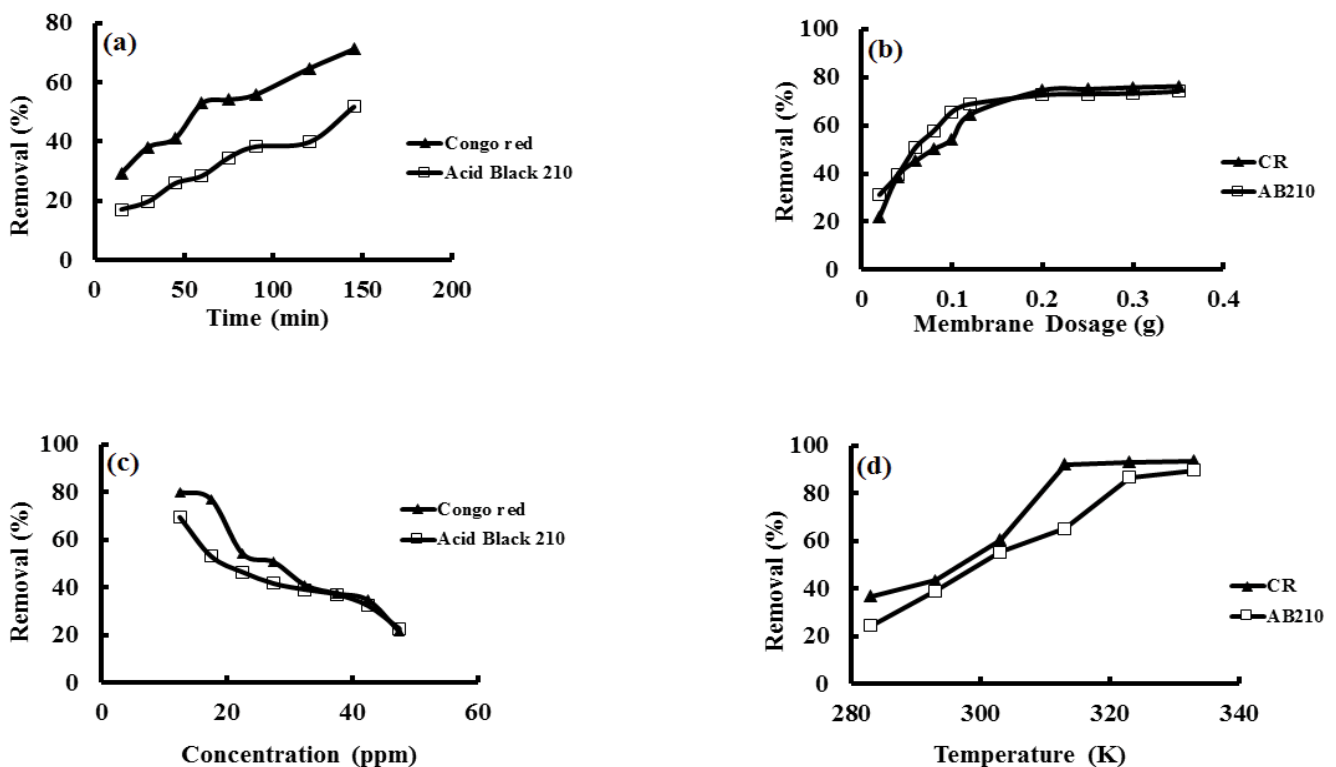 (a)
Removal (%)
80
60
40
20
0
0 50 100 150 200
Time (min)
Congo red
Acid Black 210
(b)
Removal (%)
100
80
60
40
20
0
0 0.1 0.2 0.3 0.4
Membrane Dosage (g)
CR
AB210
(c)
Removal (%)
100
80
60
40
20
0
0 20 40 60
Concentration (ppm)
Congo red
Acid Black 210
(d)
Removal (%)
100
80
60
40
20
0
280 300 320 340
Temperature (K)
CR
AB210